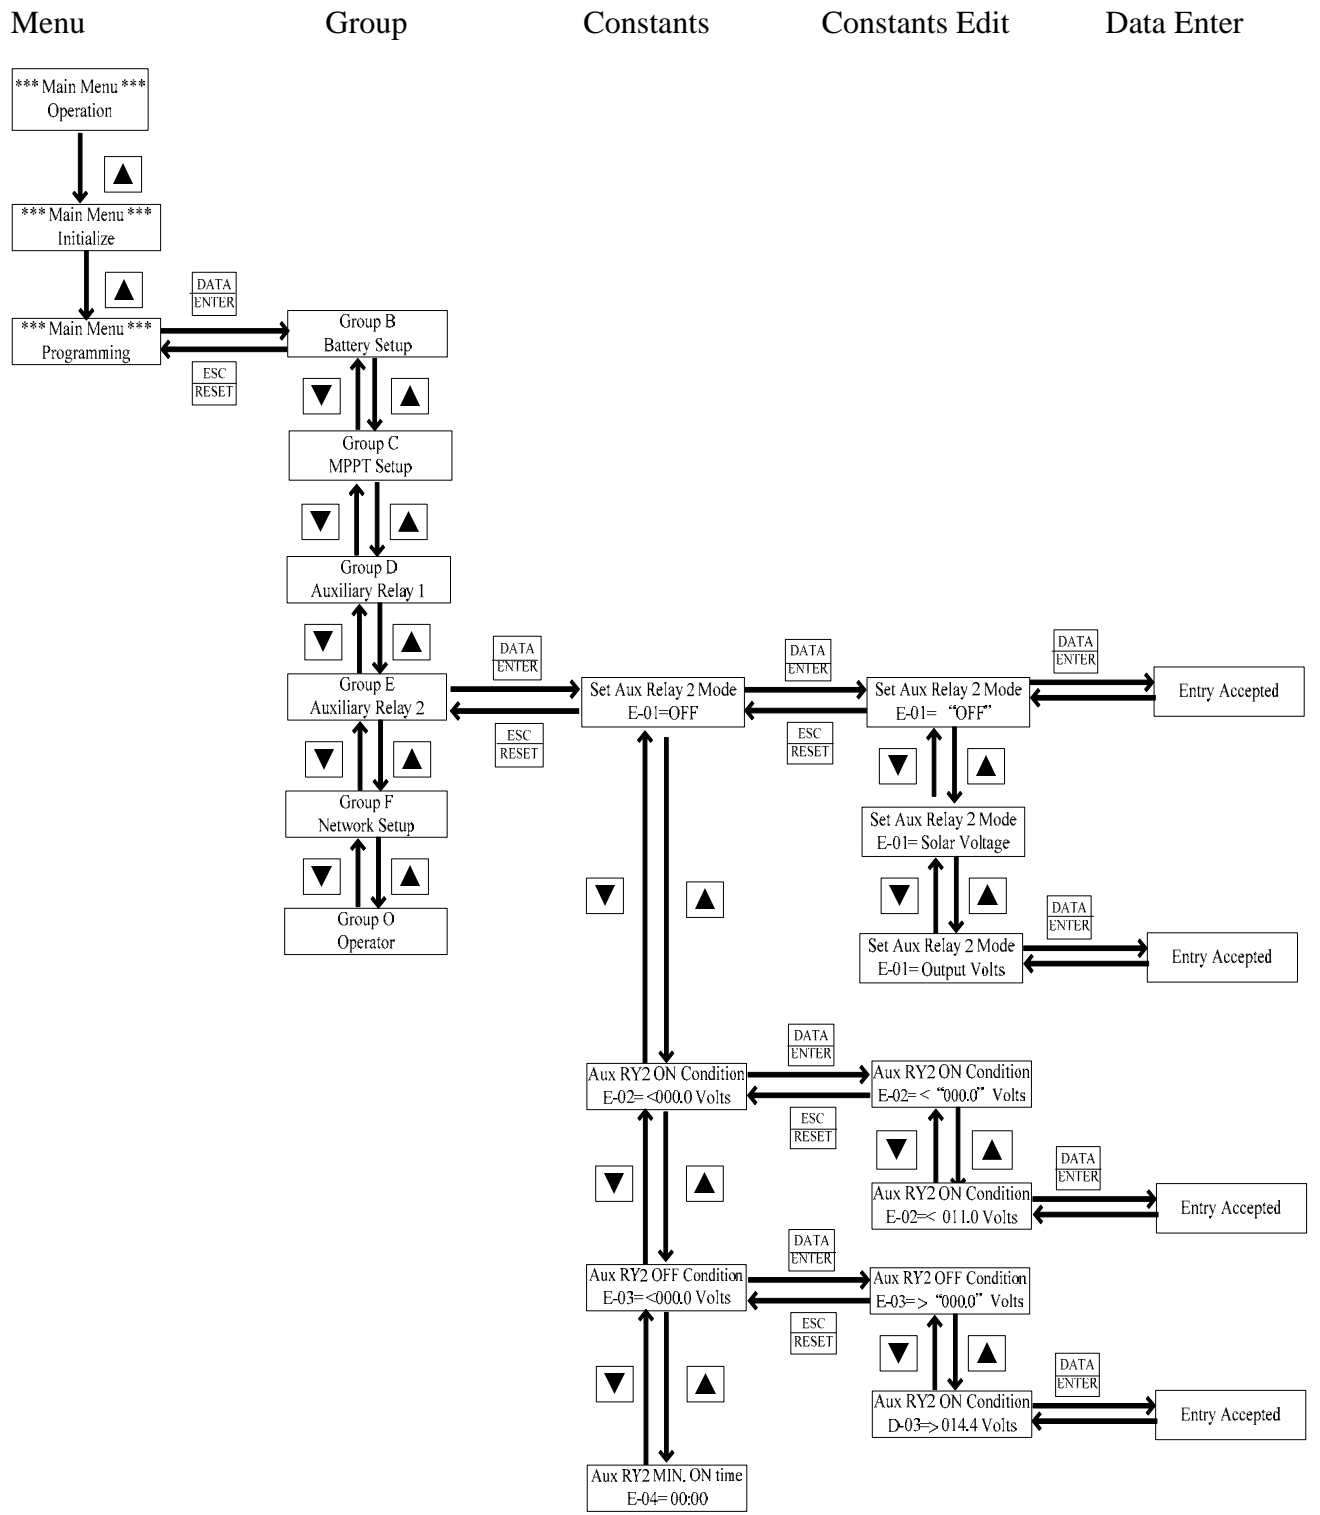 Menu Group Constants Constants Edit Data Enter
*** Main Menu ***
Operation
▲
*** Main Menu ***
Initialize
▲
DATA
ENTER
*** Main Menu ***
Programming
ESC
RESET
Group B
Battery Setup
▼ ▲
Group C
MPPT Setup
▼ ▲
Group D
Auxiliary Relay 1
▼ ▲
Group E
Auxiliary Relay 2
▼ ▲
Group F
Network Setup
▼ ▲
Group O
Operator
DATA
ENTER
ESC
RESET
Set Aux Relay 2 Mode
E-01=OFF
DATA
ENTER
ESC
RESET
Set Aux Relay 2 Mode
E-01= “OFF”
DATA
ENTER
Entry Accepted
▼ ▲
Set Aux Relay 2 Mode
E-01= Solar Voltage
▼ ▲
Set Aux Relay 2 Mode
E-01= Output Volts
DATA
ENTER
Entry Accepted
▼ ▲
Aux RY2 ON Condition
E-02= <000.0 Volts
DATA
ENTER
ESC
RESET
Aux RY2 ON Condition
E-02= < “000.0” Volts
▼ ▲
Aux RY2 ON Condition
E-02=< 011.0 Volts
DATA
ENTER
Entry Accepted
▼ ▲
Aux RY2 OFF Condition
E-03= <000.0 Volts
DATA
ENTER
ESC
RESET
Aux RY2 OFF Condition
E-03= > “000.0” Volts
▼ ▲
Aux RY2 ON Condition
D-03=> 014.4 Volts
DATA
ENTER
Entry Accepted
▼ ▲
Aux RY2 MIN. ON time
E-04= 00:00